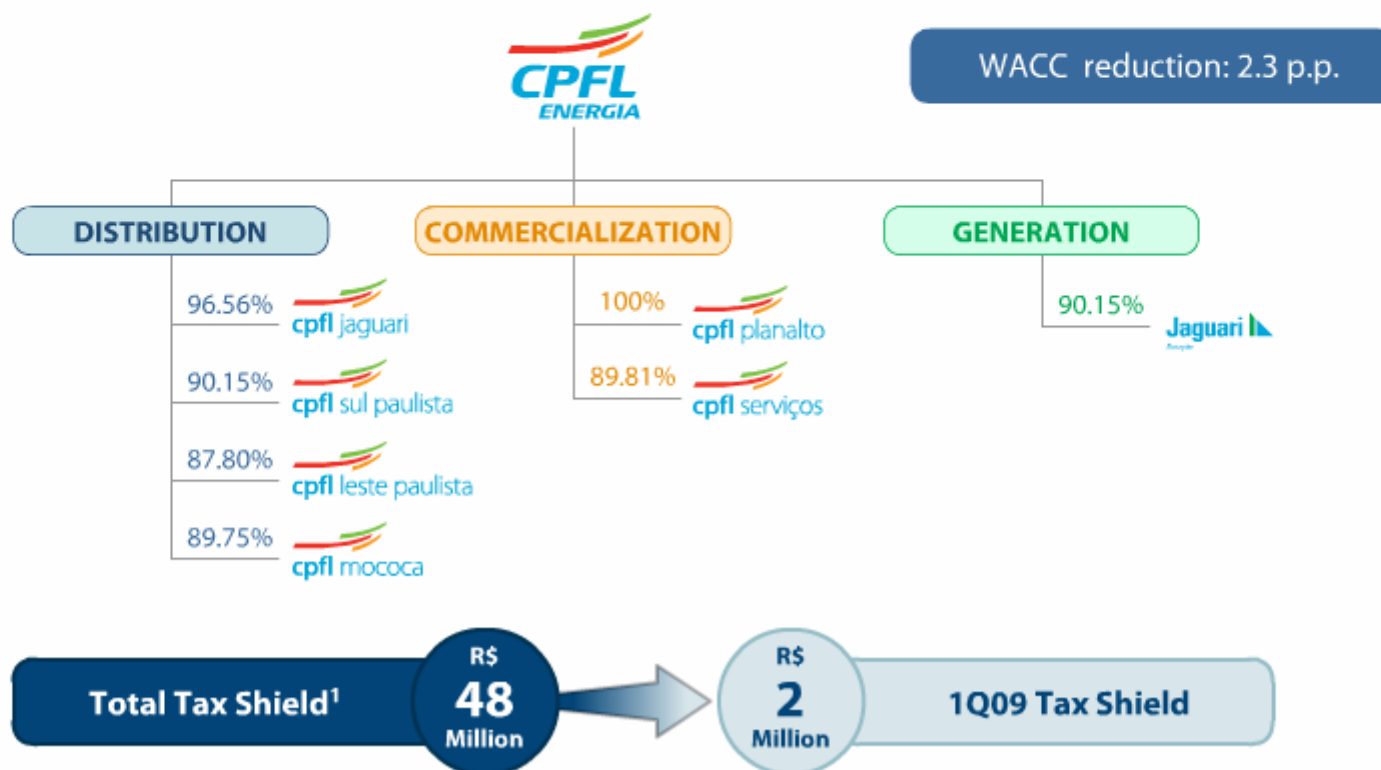 CPFL
ENERGIA
WACC reduction: 2.3 p.p.
DISTRIBUTION
COMMERCIALIZATION
GENERATION
96.56%
cpfl jaguari
90.15%
cpfl sul paulista
87.80%
cpfl leste paulista
89.75%
cpfl mococa
100%
cpfl planalto
89.81%
cpfl serviços
90.15%
Jaguari
Total Tax Shield¹
R$
48
Million
R$
2
Million
1Q09 Tax Shield